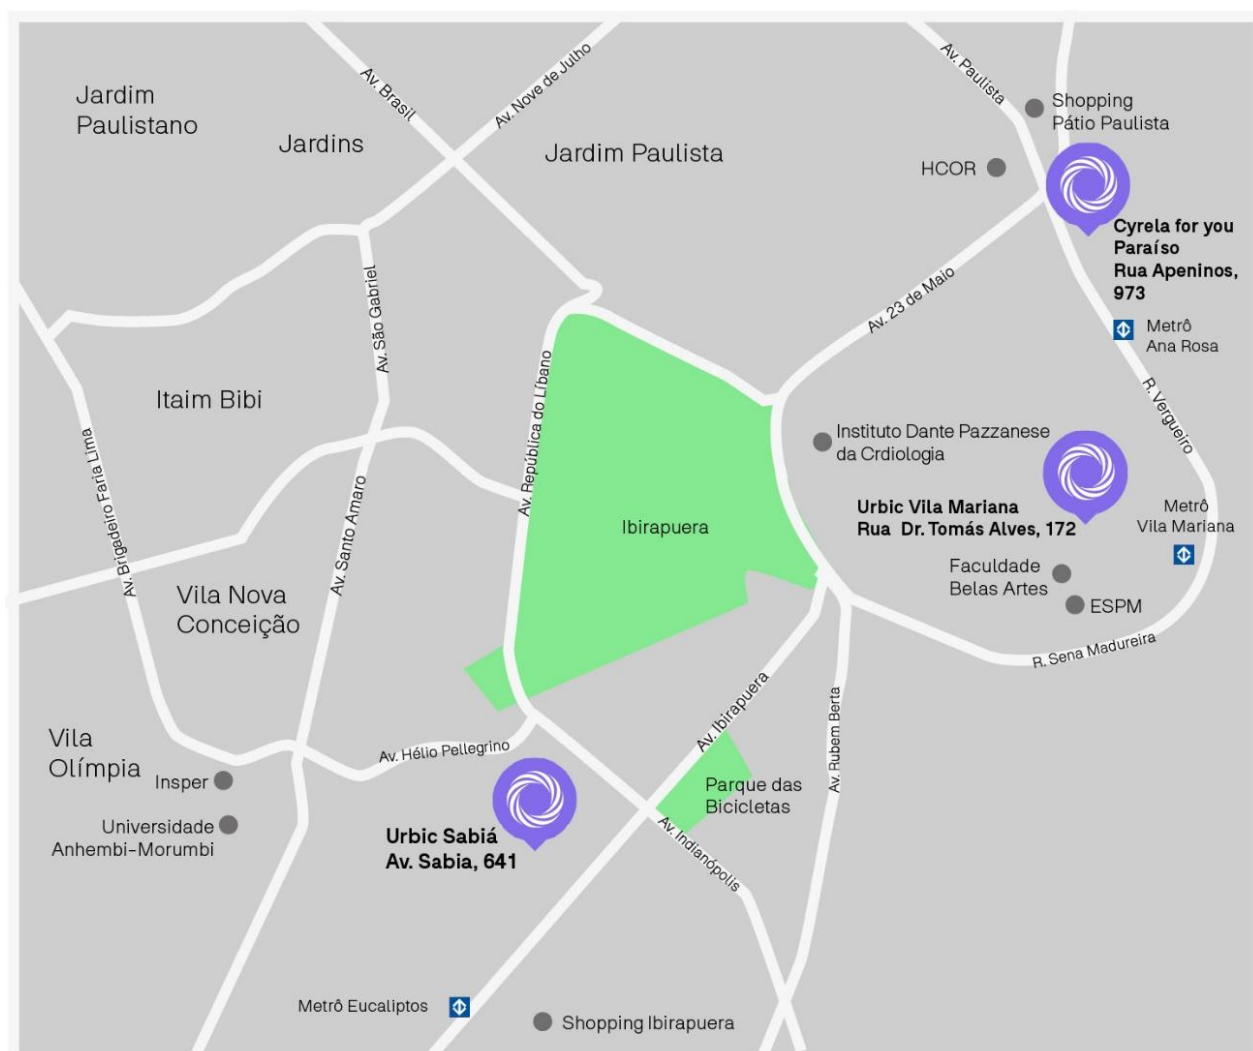 Av. Paulista
Av. Nove de Julho
Av. Brasil
Jardim
Paulistano
Jardins
Jardim Paulista
Shopping
Pátio Paulista
HCOR
Cyrela for you
Paraíso
Rua Apeninos,
973
Av. 23 de Maio
Av. São Gabriel
Metrô
Ana Rosa
Itaim Bibi
Av. República do Líbano
R. Vergueiro
Instituto Dante Pazzanese
da Crdiologia
Av. Brigadeiro Faria Lima
Av. Santo Amaro
Ibirapuera
Urbic Vila Mariana
Rua Dr. Tomás Alves, 172
Metrô
Vila Mariana
Faculdade
Belas Artes
ESPM
Vila Nova
Conceição
R. Sena Madureira
Av. Ibirapuera
Av. Rubem Berta
Vila
Olímpia
Av. Hélio Pellegrino
Insper
Parque das
Bicicletas
Universidade
Anhembi-Morumbi
Urbic Sabiá
Av. Sabia, 641
Av. Indianópolis
Metrô Eucaliptos
Shopping Ibirapuera